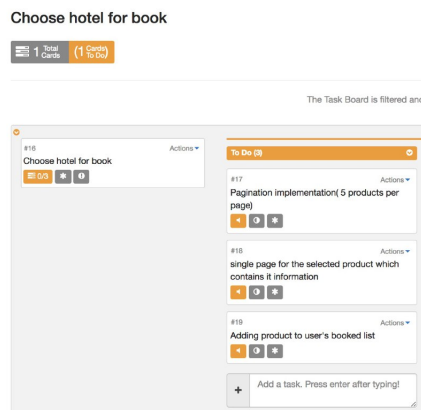 Choose hotel for book
1 Total Cards (1 Cards To Do)
The Task Board is filtered and
#16 Actions
Choose hotel for book
0/3
To Do (3)
#17 Actions
Pagination implementation( 5 products per
page)
#18 Actions
single page for the selected product which
contains it information
#19 Actions
Adding product to user's booked list
+ Add a task. Press enter after typing!